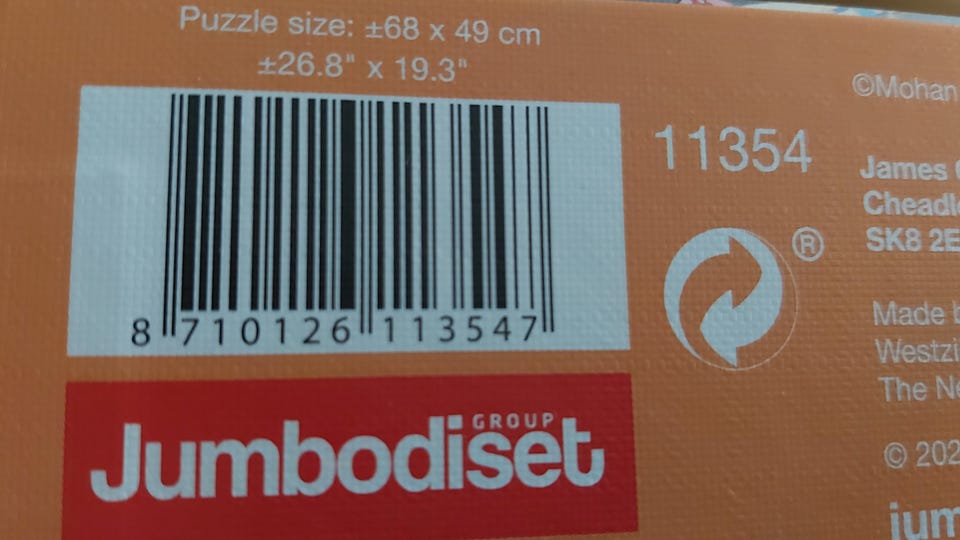 Puzzle size: ±68 x 49 cm
±26.8" x 19.3"
8 710126 113547
11354
®
GROUP
Jumbodiset
©Mohan
James
Cheadle
SK8 2E
Made b
Westzi
The Ne
© 202
jum